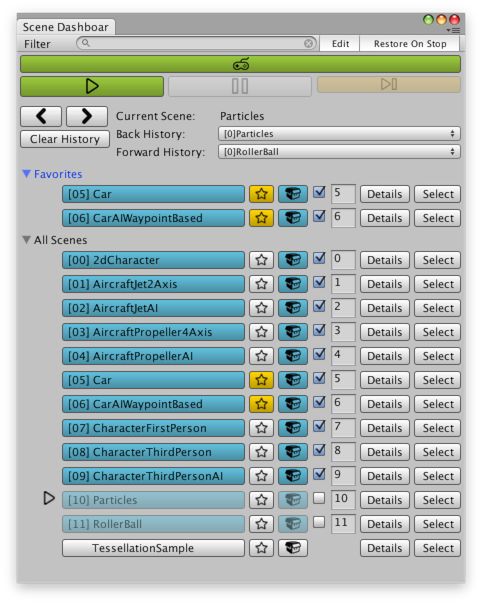 Scene Dashboar
Filter Edit Restore On Stop
Current Scene: Particles
Clear History Back History: [0]Particles
Forward History: [0]RollerBall
Favorites
[05] Car 5 Details Select
[06] CarAIWaypointBased 6 Details Select
All Scenes
[00] 2dCharacter 0 Details Select
[01] AircraftJet2Axis 1 Details Select
[02] AircraftJetAI 2 Details Select
[03] AircraftPropeller4Axis 3 Details Select
[04] AircraftPropellerAI 4 Details Select
[05] Car 5 Details Select
[06] CarAIWaypointBased 6 Details Select
[07] CharacterFirstPerson 7 Details Select
[08] CharacterThirdPerson 8 Details Select
[09] CharacterThirdPersonAI 9 Details Select
[10] Particles 10 Details Select
[11] RollerBall 11 Details Select
TessellationSample Details Select